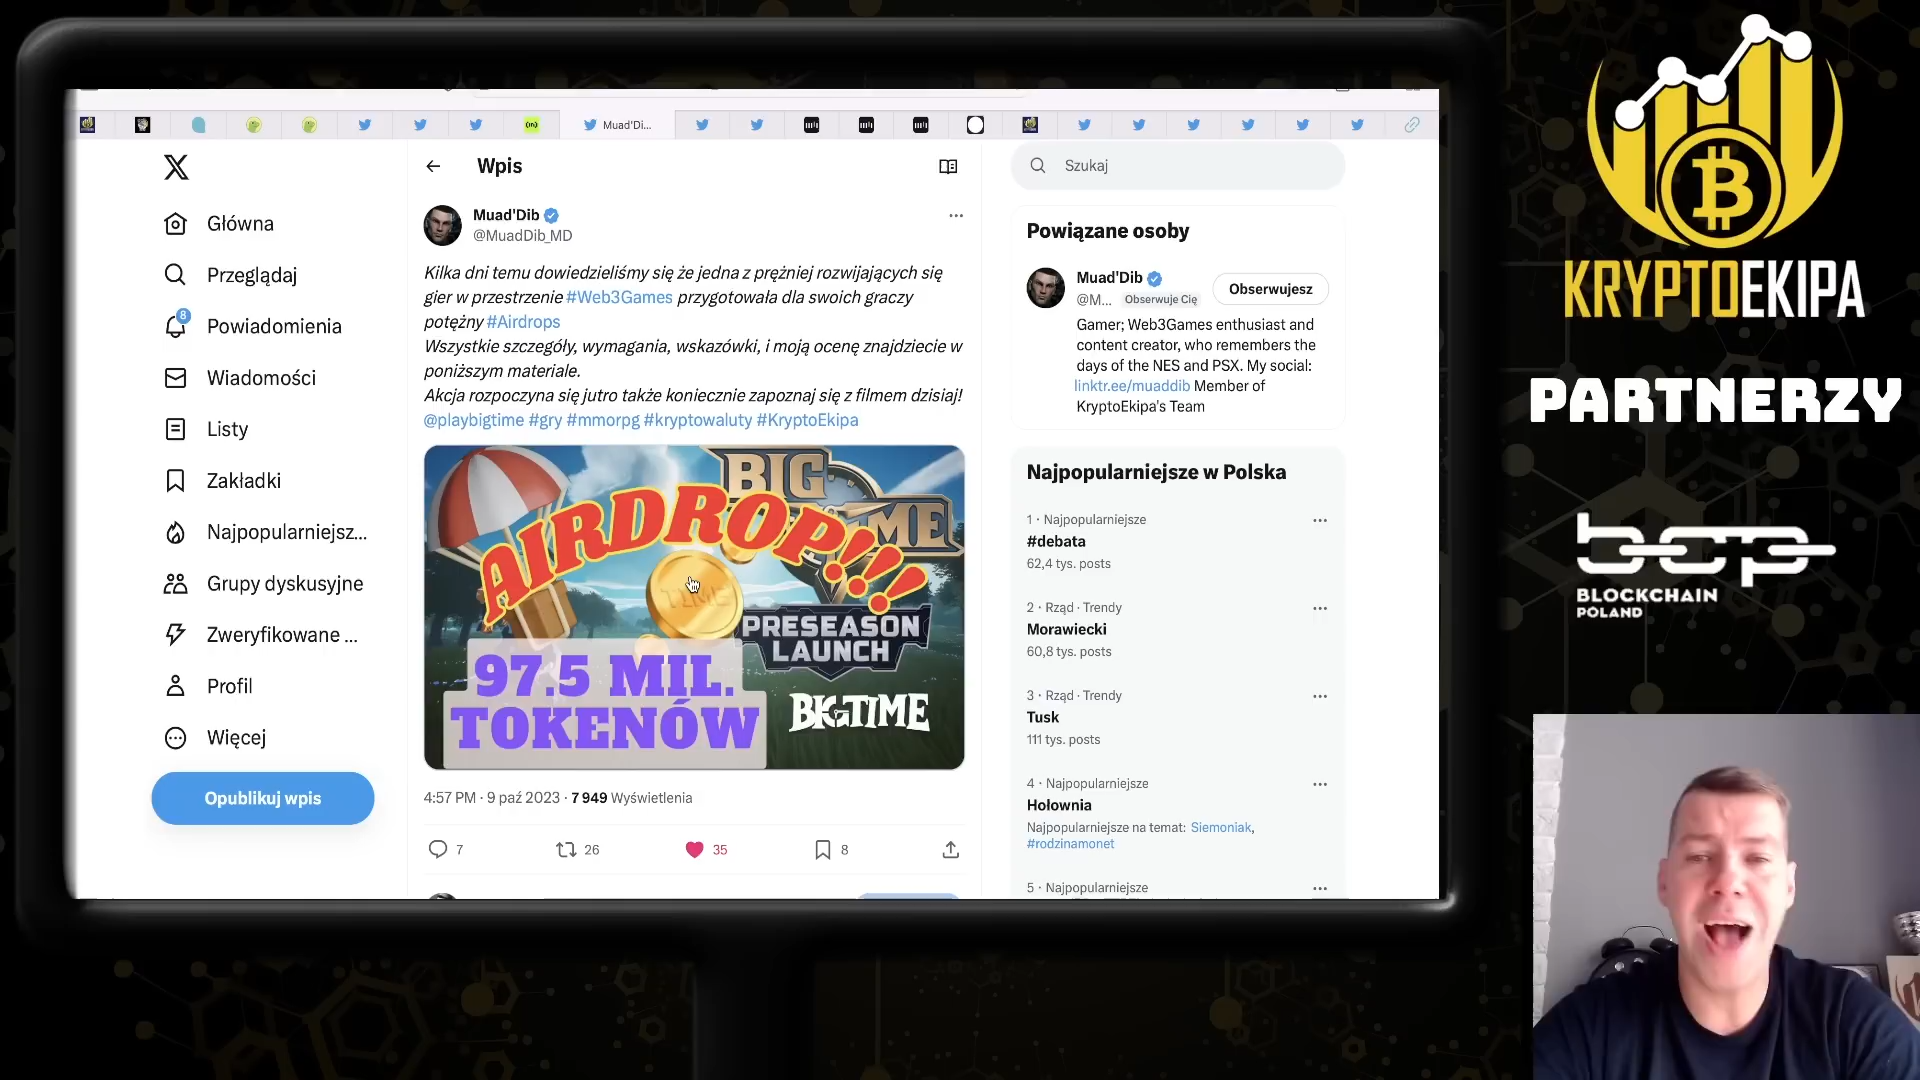 Muad'Di...
Główna
Przeglądaj
8
Powiadomienia
Wiadomości
Listy
Zakładki
Najpopularniejsz...
Grupy dyskusyjne
Zweryfikowane ...
Profil
Więcej
Opublikuj wpis
Wpis
Muad'Dib
@MuadDib_MD
Kilka dni temu dowiedzieliśmy się że jedna z prężniej rozwijających się
gier w przestrzenie #Web3Games przygotowała dla swoich graczy
potężny #Airdrops
Wszystkie szczegóły, wymagania, wskazówki, i moją ocenę znajdziecie w
poniższym materiale.
Akcja rozpoczyna się jutro także koniecznie zapoznaj się z filmem dzisiaj!
@playbigtime #gry #mmorpg #kryptowaluty #KryptoEkipa
BIG
TIME
AIRDROP!!!
TIME
PRESEASON
LAUNCH
97.5 MIL.
TOKENÓW
BIGTIME
4:57 PM · 9 paź 2023 · 7 949 Wyświetlenia
7
26
35
8
Szukaj
Powiązane osoby
Muad'Dib
@M... Obserwuje Cię
Obserwujesz
Gamer; Web3Games enthusiast and
content creator, who remembers the
days of the NES and PSX. My social:
linktr.ee/muaddib Member of
KryptoEkipa's Team
Najpopularniejsze w Polska
1 · Najpopularniejsze
#debata
62,4 tys. posts
2 · Rząd · Trendy
Morawiecki
60,8 tys. posts
3 · Rząd · Trendy
Tusk
111 tys. posts
4 · Najpopularniejsze
Hołownia
Najpopularniejsze na temat: Siemoniak,
#rodzinamonet
5 · Najpopularniejsze
KRYPTOEKIPA
PARTNERZY
bcp
BLOCKCHAIN
POLAND